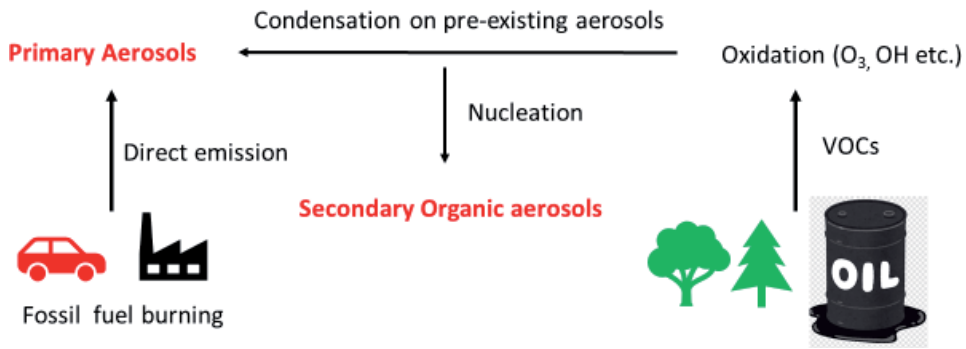 Condensation on pre-existing aerosols
Primary Aerosols
Oxidation (O₃, OH etc.)
Nucleation
Direct emission
VOCs
Secondary Organic aerosols
OIL
Fossil fuel burning